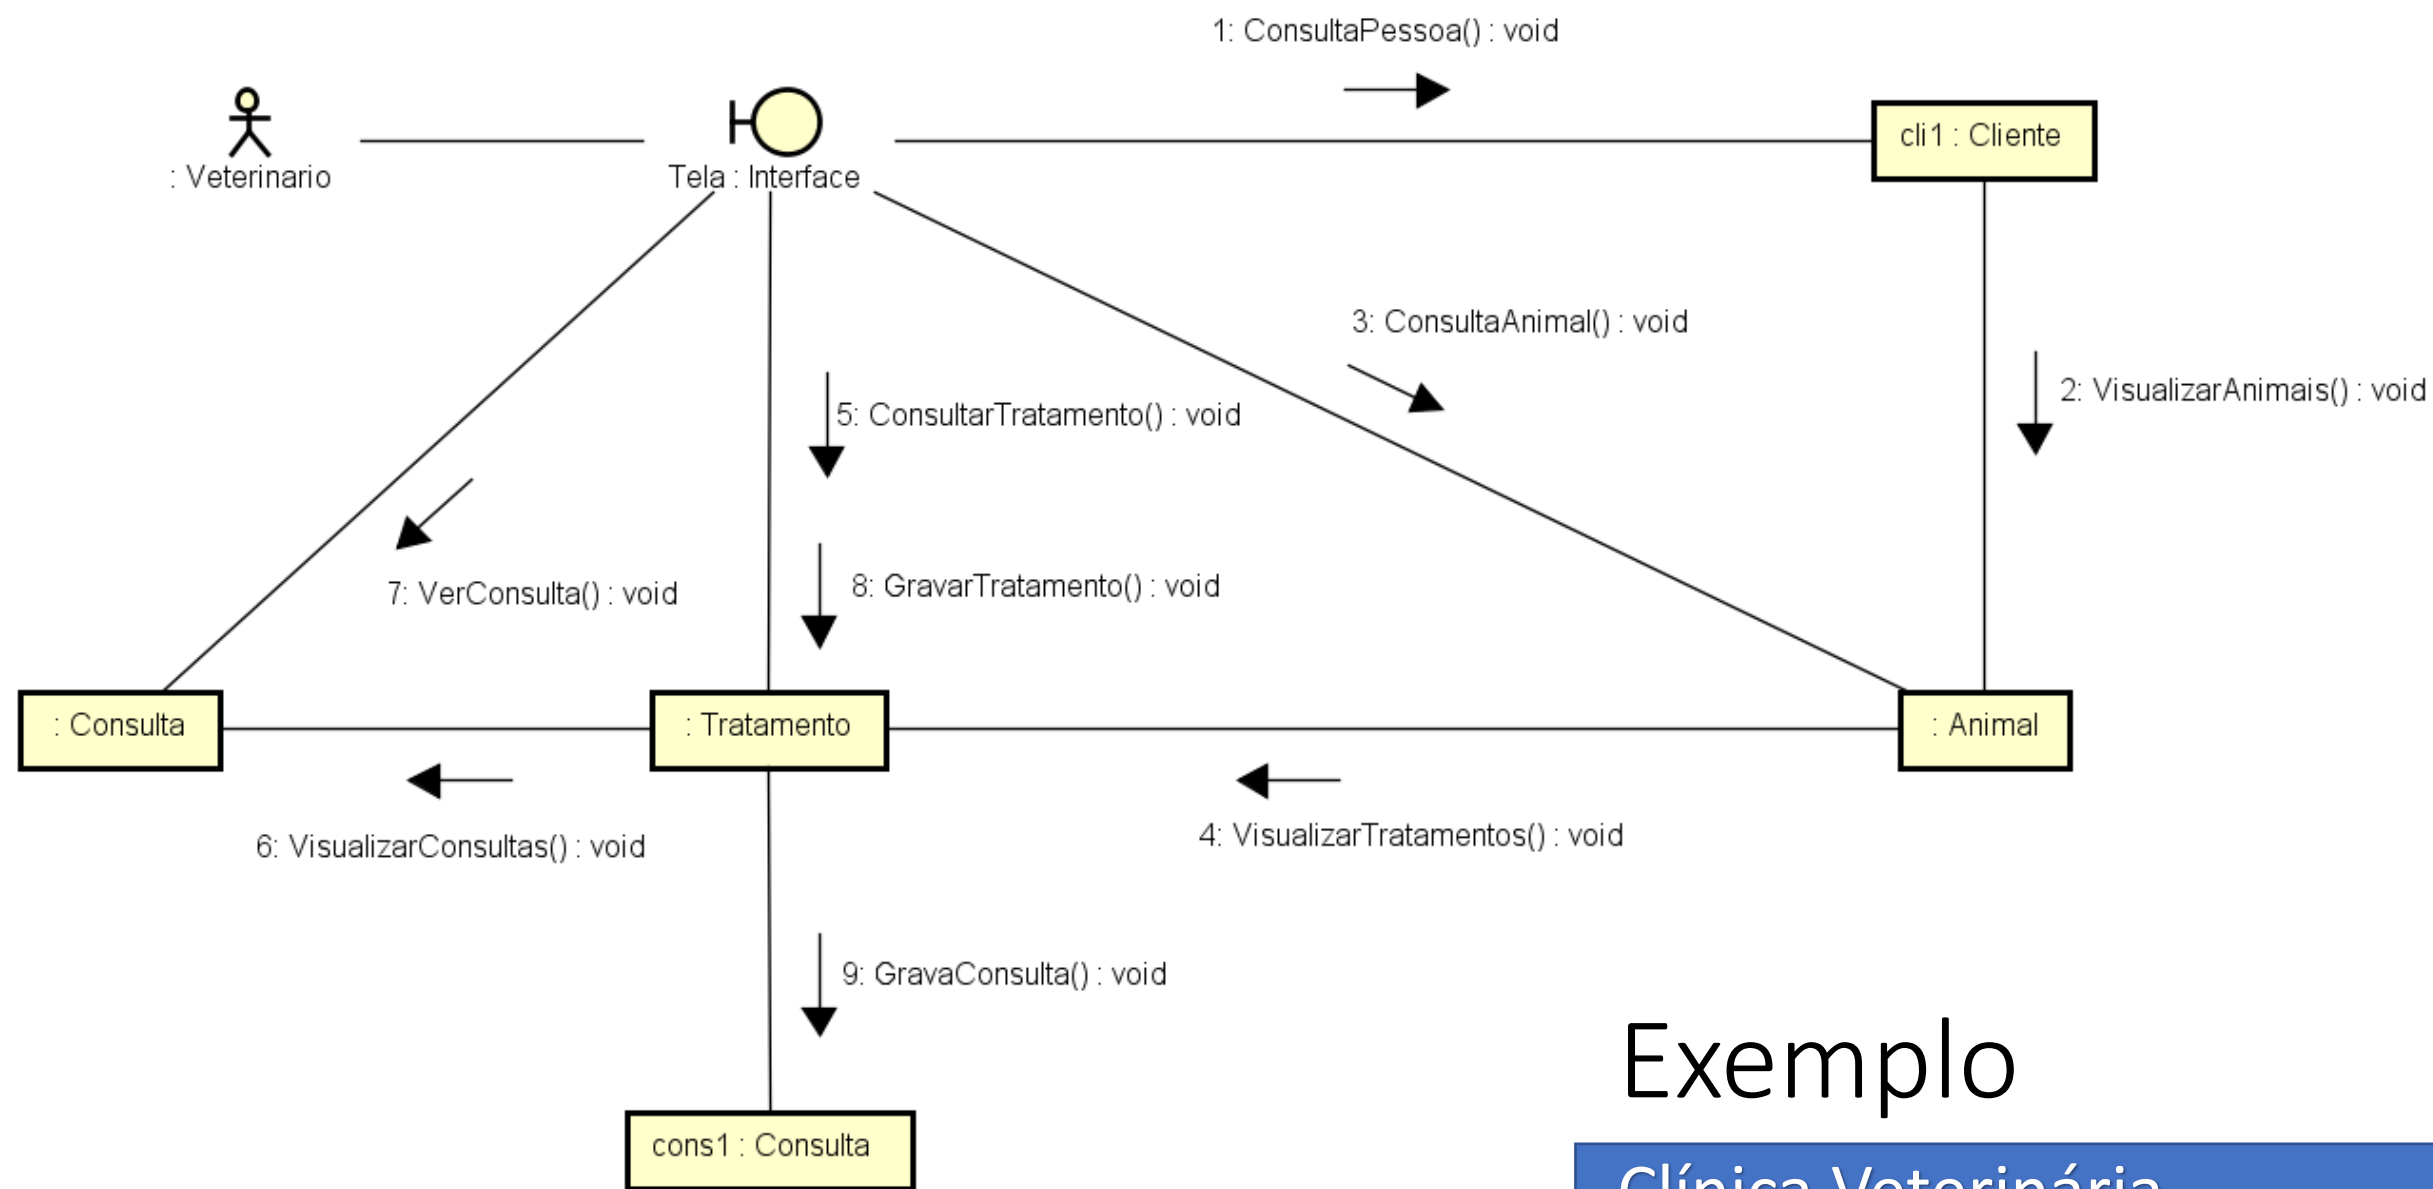 1: ConsultaPessoa() : void
cli1 : Cliente
: Veterinario
Tela : Interface
3: ConsultaAnimal() : void
2: VisualizarAnimais() : void
5: ConsultarTratamento() : void
7: VerConsulta() : void
8: GravarTratamento() : void
: Consulta
: Tratamento
: Animal
6: VisualizarConsultas() : void
4: VisualizarTratamentos() : void
9: GravaConsulta() : void
Exemplo
cons1 : Consulta
Clínica Veterinária